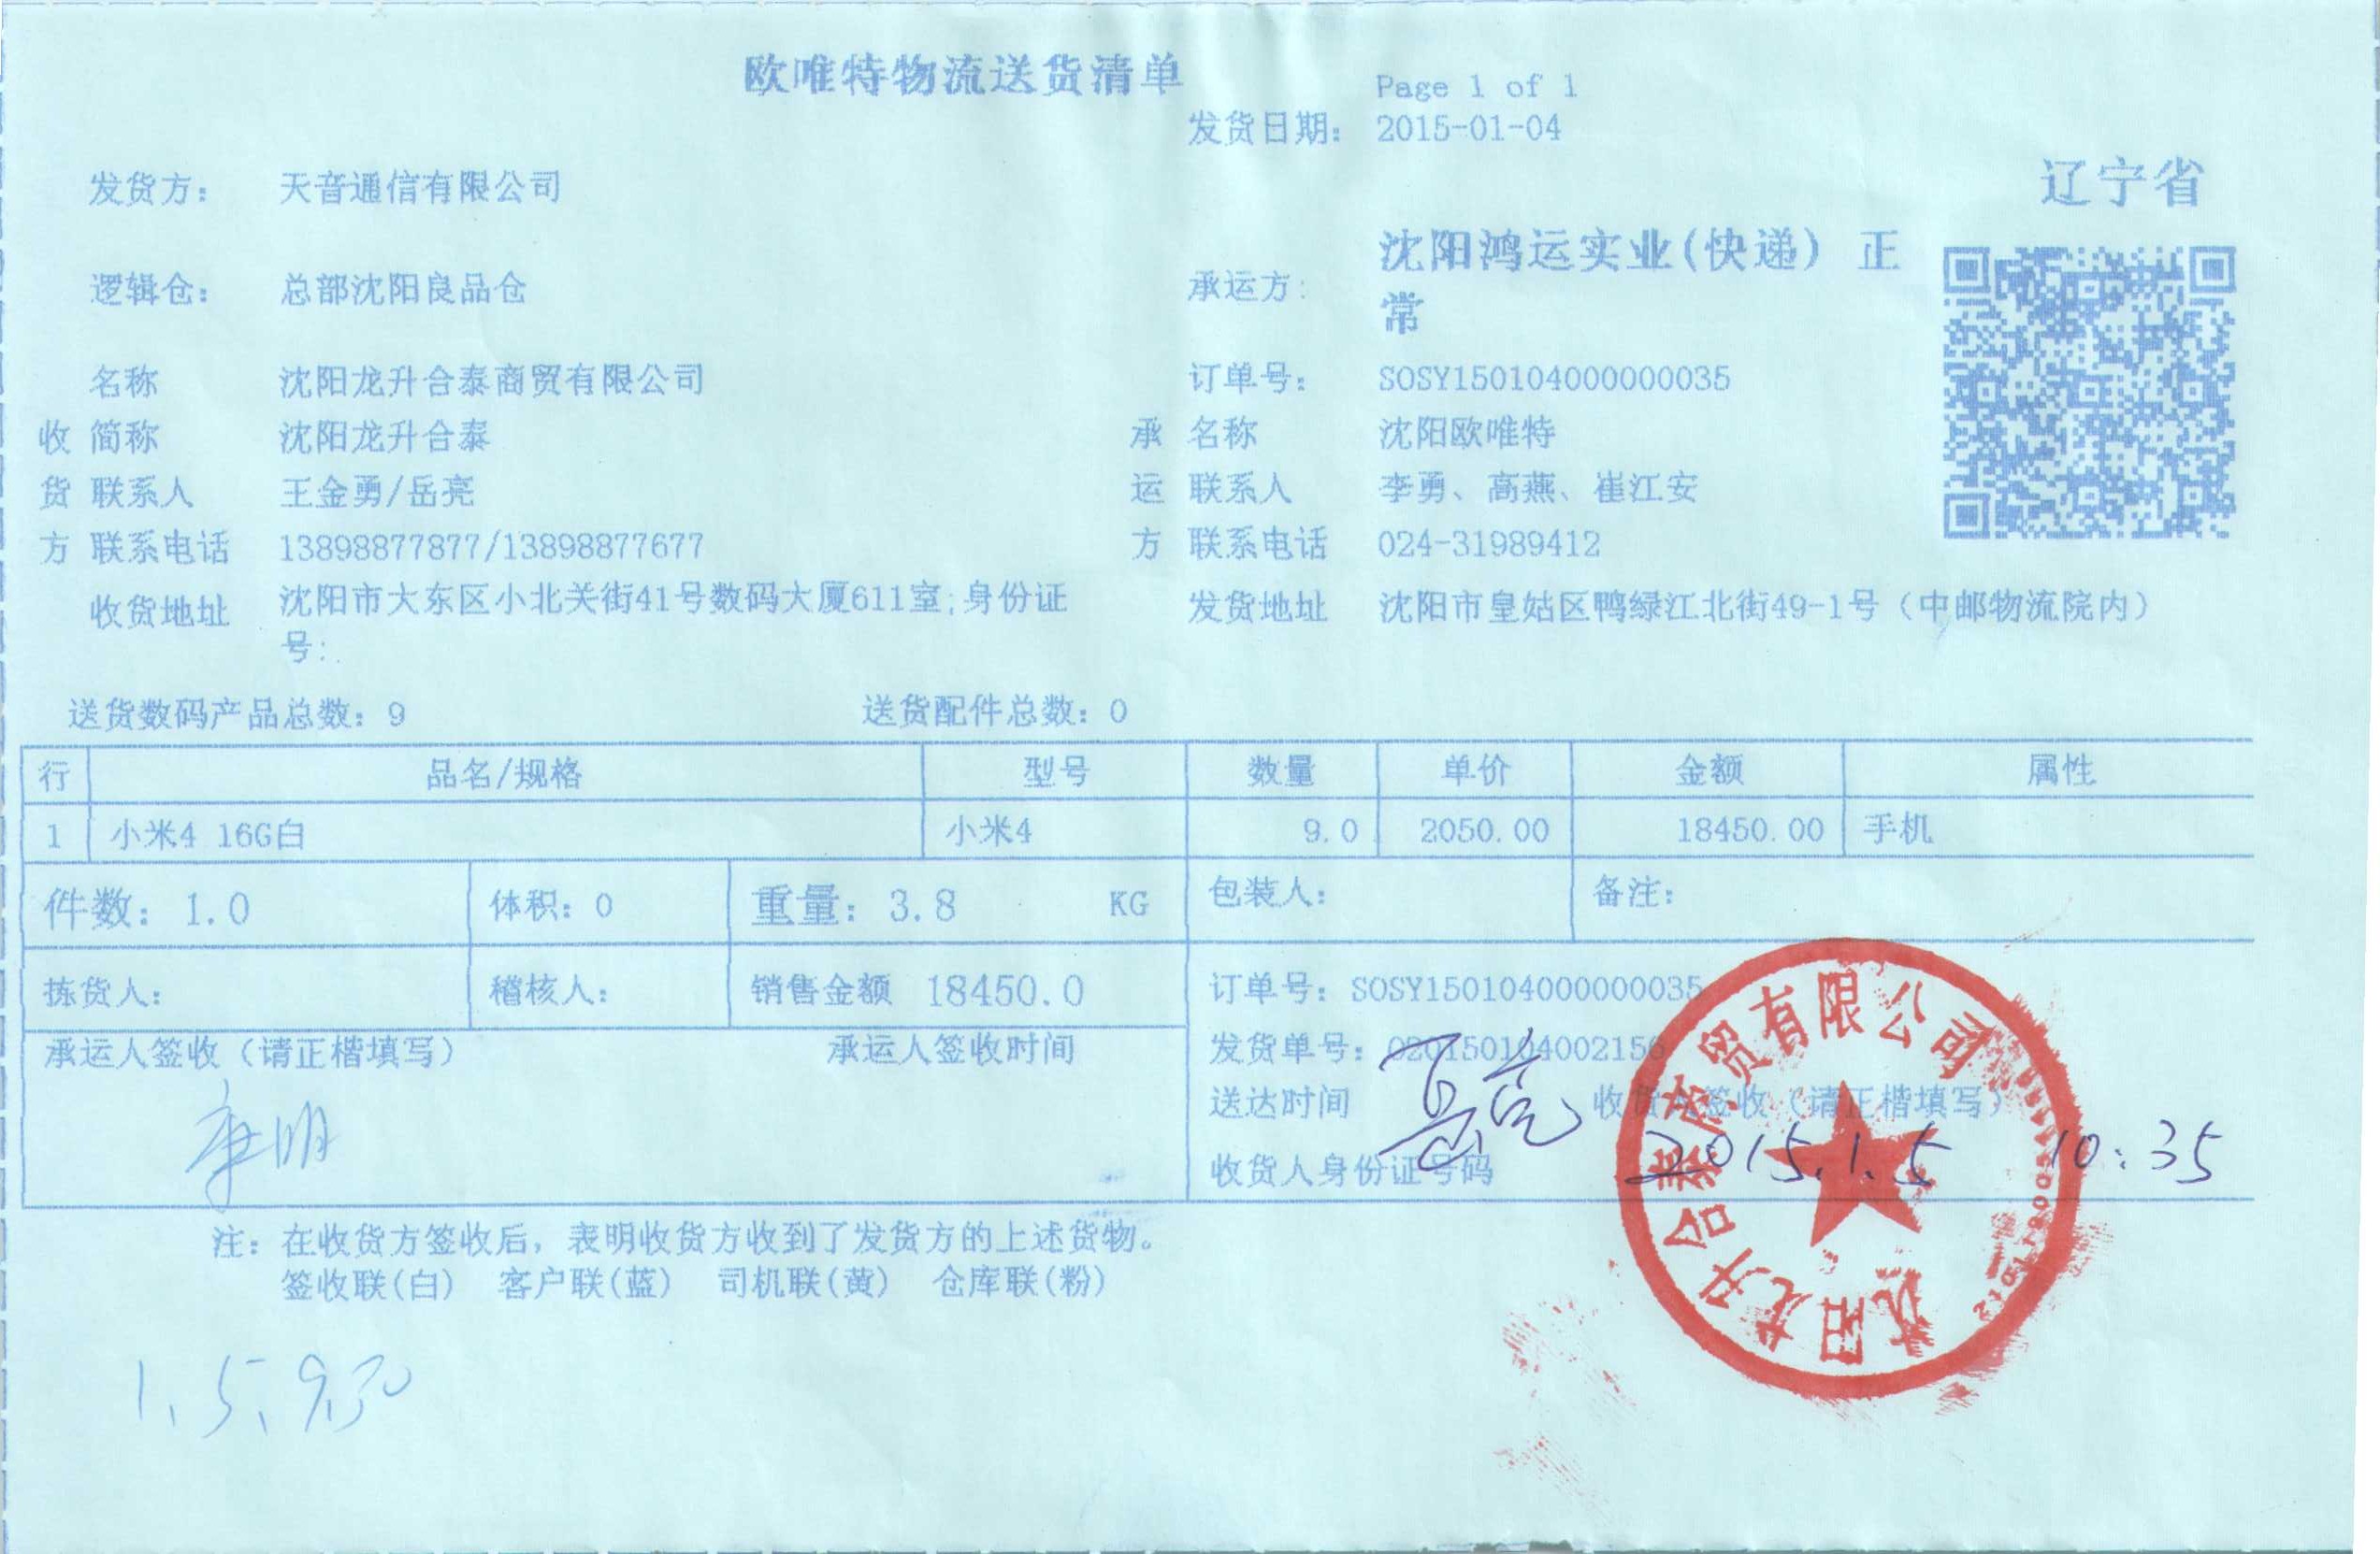 欧唯特物流送货清单
Page 1 of 1
发货日期: 2015-01-04
辽宁省
发货方: 天音通信有限公司
逻辑仓: 总部沈阳良品仓
承运方: 沈阳鸿运实业(快递) 正
常
名称 沈阳龙升合泰商贸有限公司 订单号: SOSY150104000000035
收 简称 沈阳龙升合泰 承 名称 沈阳欧唯特
货 联系人 王金勇/岳亮 运 联系人 李勇、高燕、崔江安
方 联系电话 13898877877/13898877677 方 联系电话 024-31989412
收货地址 沈阳市大东区小北关街41号数码大厦611室;身份证 发货地址 沈阳市皇姑区鸭绿江北街49-1号（中邮物流院内）
号:.
送货数码产品总数: 9 送货配件总数: 0
行 品名/规格 型号 数量 单价 金额 属性
1 小米4 16G白 小米4 9.0 2050.00 18450.00 手机
件数: 1.0 体积: 0 重量: 3.8 KG 包装人: 备注:
拣货人: 稽核人: 销售金额 18450.0 订单号: SOSY150104000000035
承运人签收（请正楷填写） 承运人签收时间 发货单号: 020150104002156
送达时间 岳亮 收货人签收（请正楷填写）
收货人身份证号码 2015.1.5 10:35
沈阳龙升合泰商贸有限公司
注: 在收货方签收后, 表明收货方收到了发货方的上述货物。
签收联(白) 客户联(蓝) 司机联(黄) 仓库联(粉)
1、5、9:30